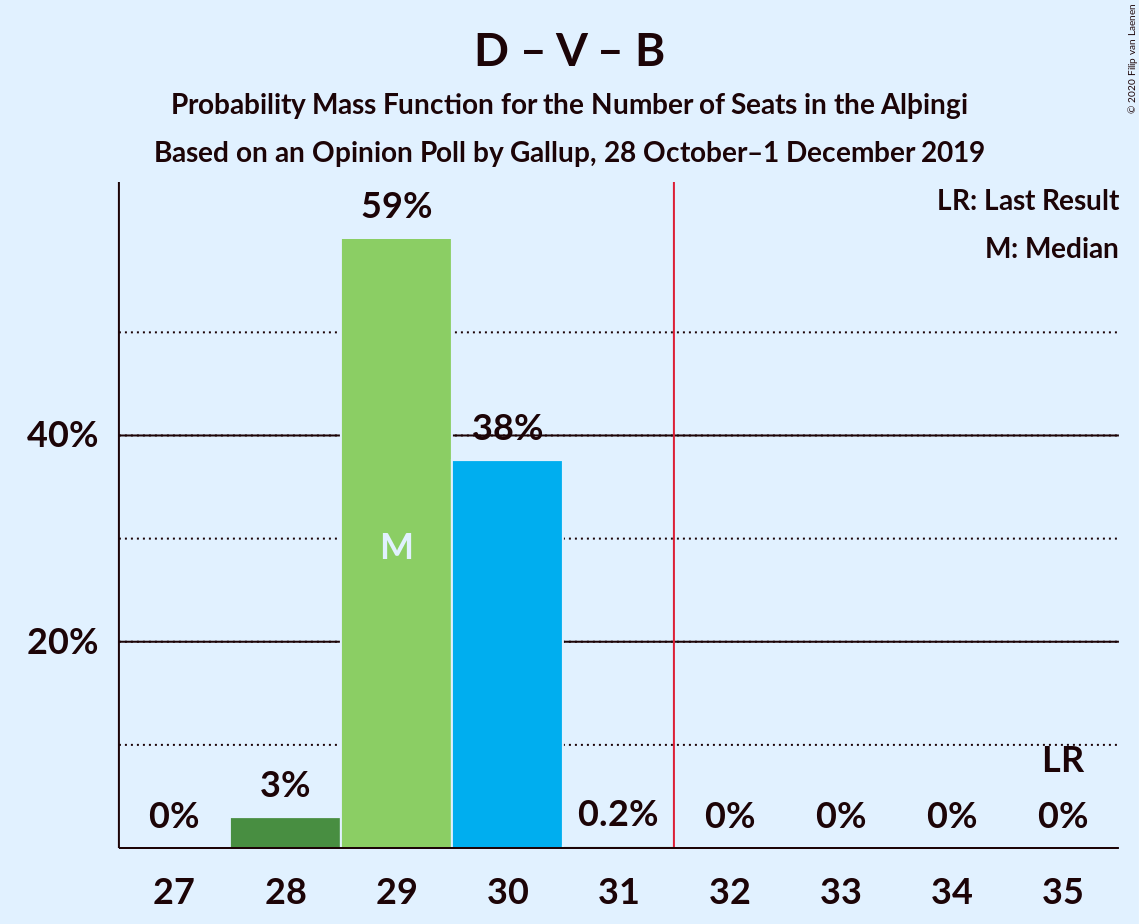 D – V – B
Probability Mass Function for the Number of Seats in the Alþingi
Based on an Opinion Poll by Gallup, 28 October–1 December 2019
© 2020 Filip van Laenen
LR: Last Result
M: Median
59%
40%
38%
M
20%
LR
0%
3%
0.2%
0%
0%
0%
0%
27 28 29 30 31 32 33 34 35